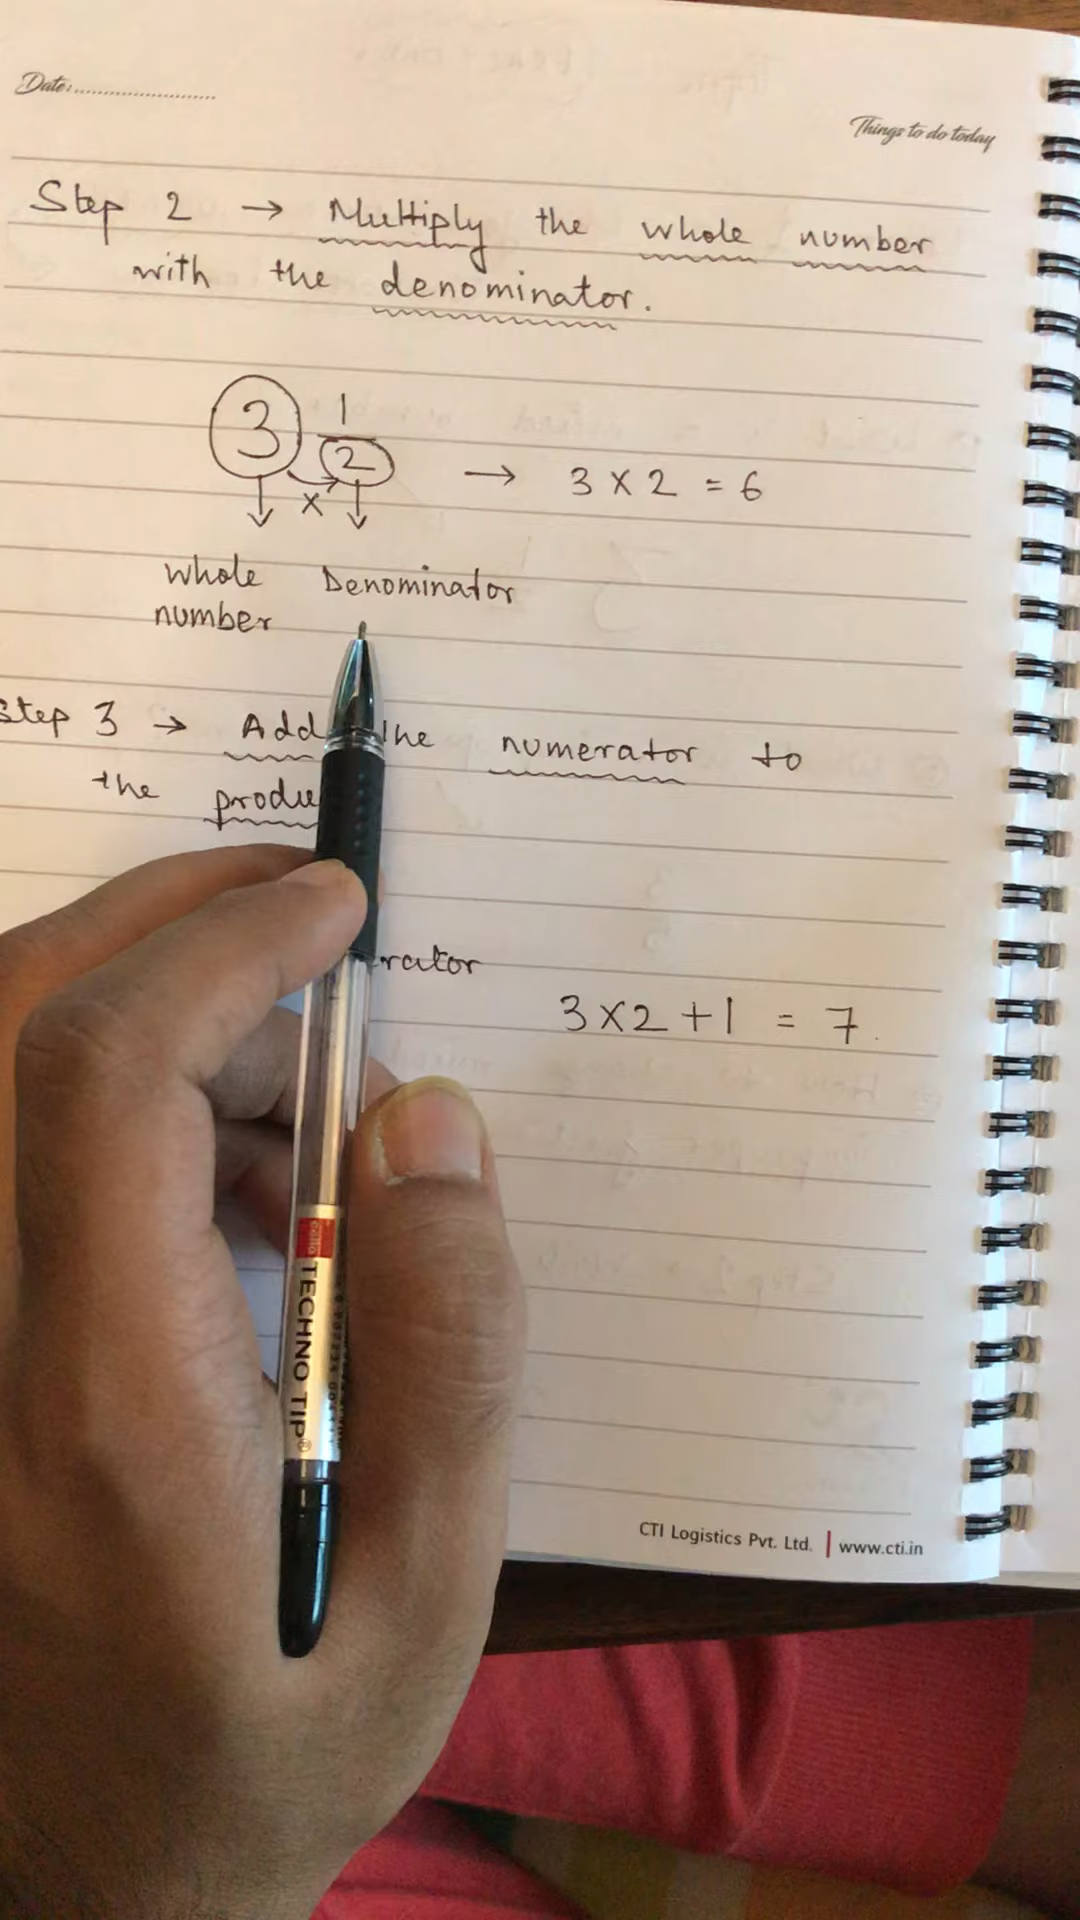 Date:
Things to do today
Step 2 → Multiply the whole number
with the denominator.
3 1
2 → 3 x 2 = 6
x
whole Denominator
number
Step 3 → Add the numerator to
the
3 x 2 + 1 = 7.
cello TECHNO TIP®
CTI Logistics Pvt. Ltd. | www.cti.in